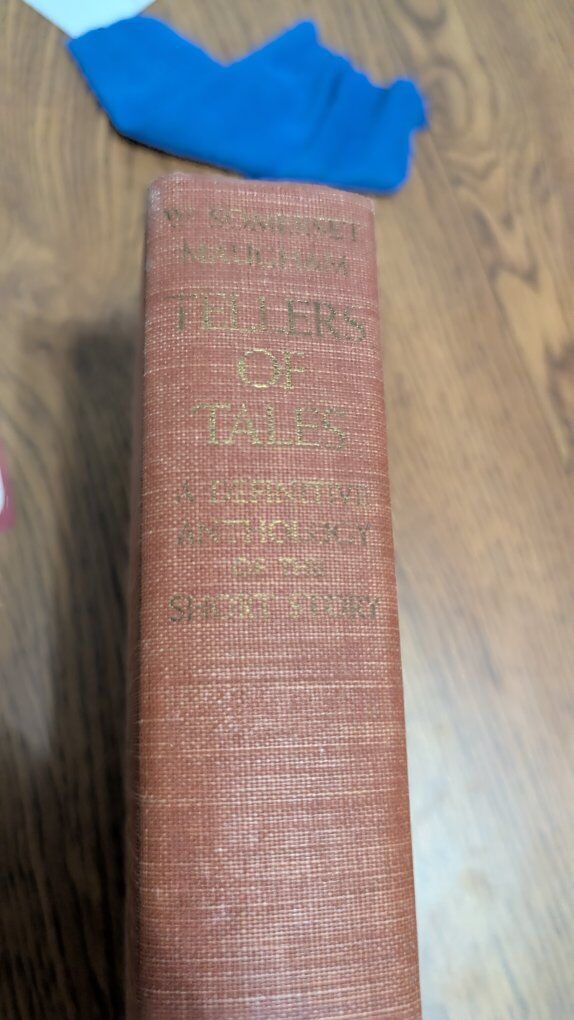 W. SOMERSET
MAUGHAM
TELLERS
OF
TALES
A DEFINITIVE
ANTHOLOGY
OF THE
SHORT STORY